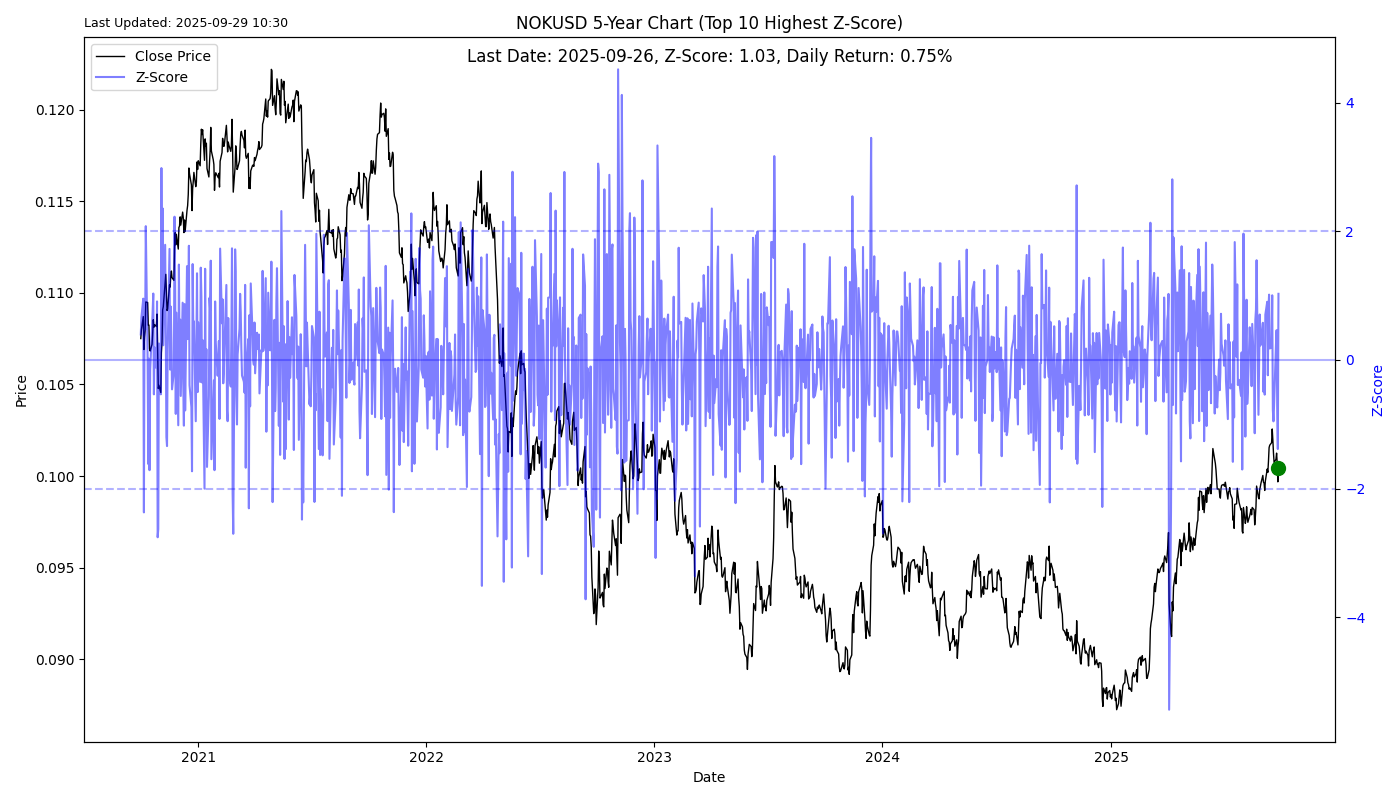 Last Updated: 2025-09-29 10:30
NOKUSD 5-Year Chart (Top 10 Highest Z-Score)
Last Date: 2025-09-26, Z-Score: 1.03, Daily Return: 0.75%
Close Price
Z-Score
0.120
0.115
0.110
0.105
0.100
0.095
0.090
Price
4
2
0
−2
−4
Z-Score
2021
2022
2023
2024
2025
Date